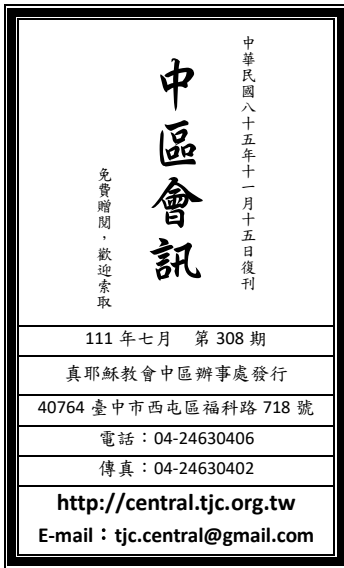 中華民國八十五年十一月十五日復刊
中區會訊
免費贈閱，歡迎索取
111 年七月 第 308 期
真耶穌教會中區辦事處發行
40764 臺中市西屯區福科路 718 號
電話：04-24630406
傳真：04-24630402
http://central.tjc.org.tw
E-mail：tjc.central@gmail.com